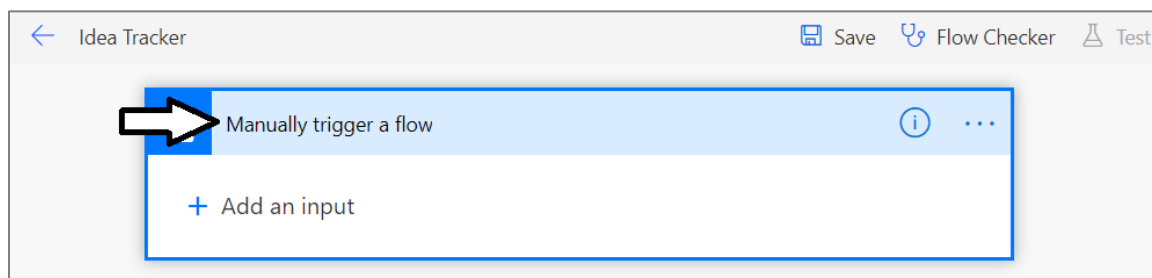 Idea Tracker Save Flow Checker Test
Manually trigger a flow
Add an input